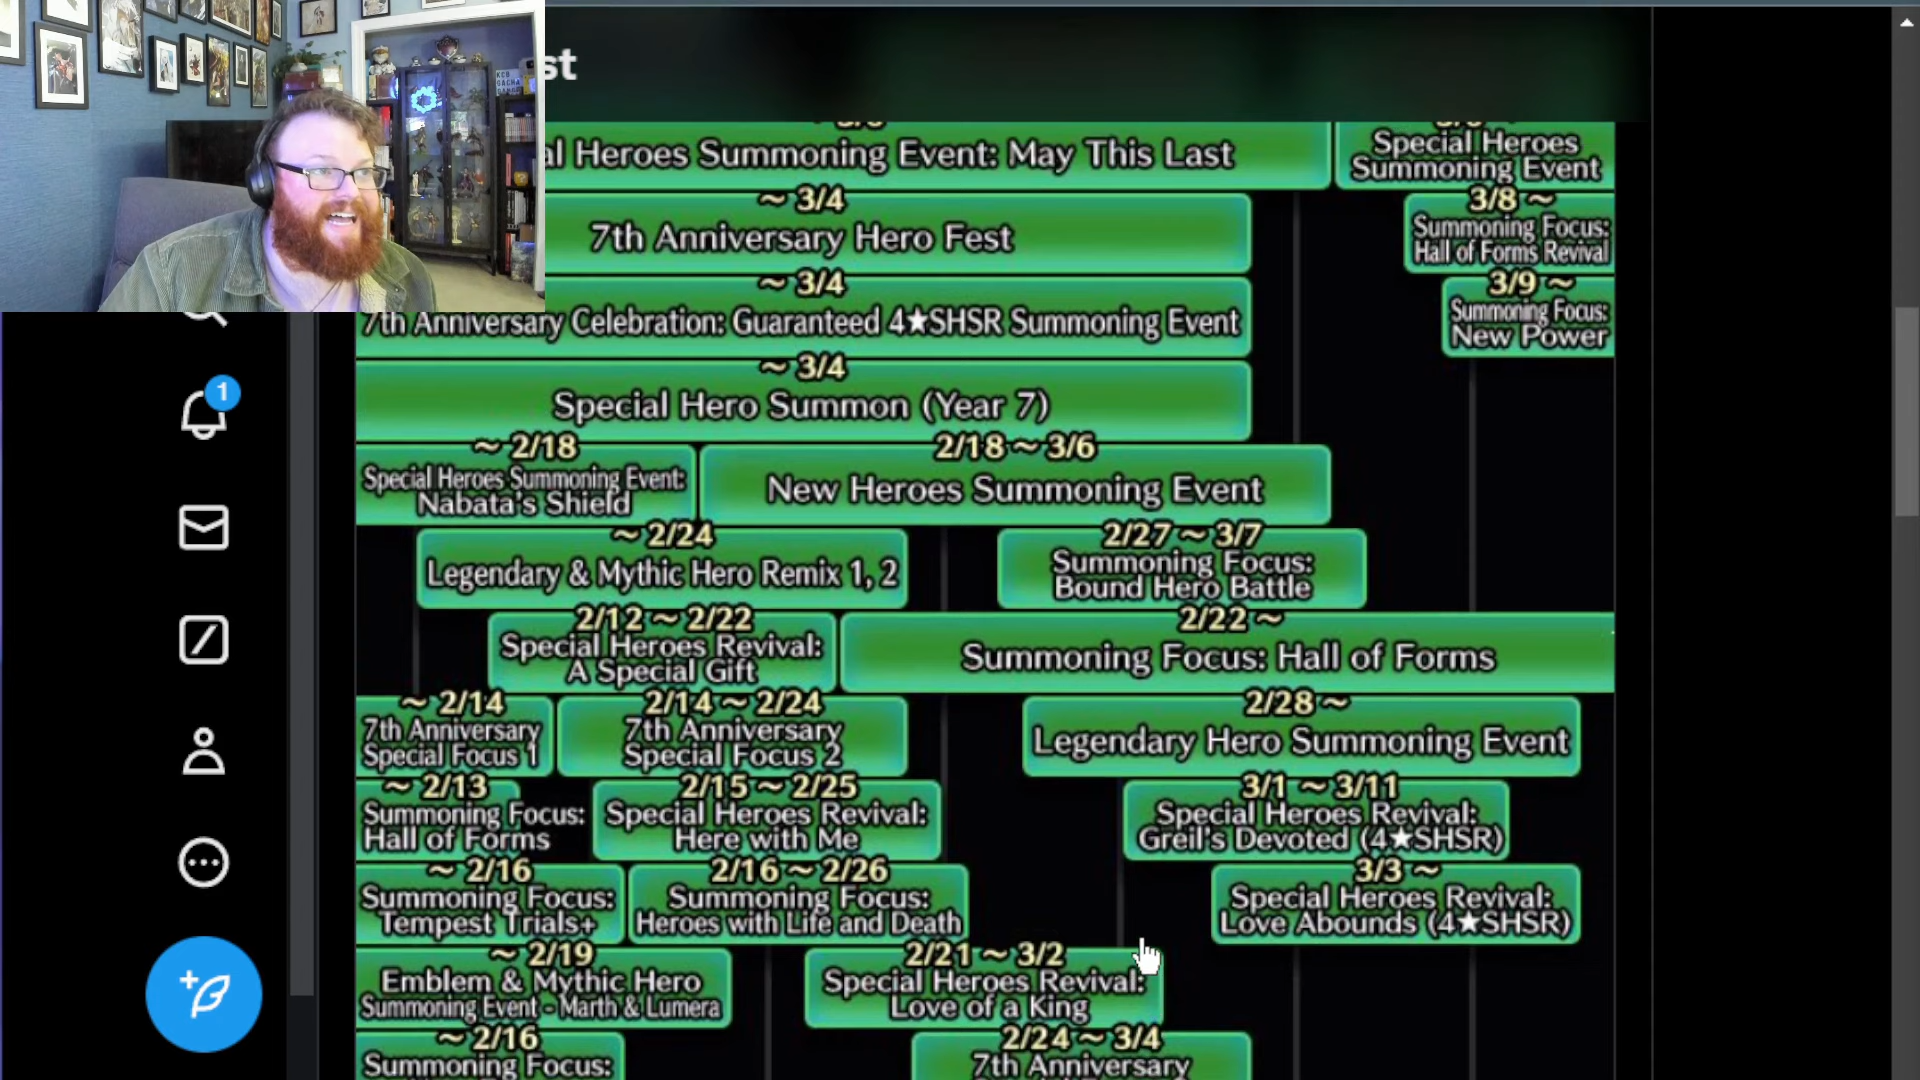 st
KCB
GACHA
al Heroes Summoning Event: May This Last
Special Heroes
Summoning Event
~ 3/4
7th Anniversary Hero Fest
3/8 ~
Summoning Focus:
Hall of Forms Revival
~ 3/4
7th Anniversary Celebration: Guaranteed 4★SHSR Summoning Event
3/9 ~
Summoning Focus:
New Power
~ 3/4
Special Hero Summon (Year 7)
~ 2/18
Special Heroes Summoning Event:
Nabata's Shield
2/18 ~ 3/6
New Heroes Summoning Event
~ 2/24
Legendary & Mythic Hero Remix 1, 2
2/27 ~ 3/7
Summoning Focus:
Bound Hero Battle
2/12 ~ 2/22
Special Heroes Revival:
A Special Gift
2/22 ~
Summoning Focus: Hall of Forms
~ 2/14
7th Anniversary
Special Focus 1
2/14 ~ 2/24
7th Anniversary
Special Focus 2
2/28 ~
Legendary Hero Summoning Event
~ 2/13
Summoning Focus:
Hall of Forms
2/15 ~ 2/25
Special Heroes Revival:
Here with Me
3/1 ~ 3/11
Special Heroes Revival:
Greil's Devoted (4★SHSR)
~ 2/16
Summoning Focus:
Tempest Trials+
2/16 ~ 2/26
Summoning Focus:
Heroes with Life and Death
3/3 ~
Special Heroes Revival:
Love Abounds (4★SHSR)
~ 2/19
Emblem & Mythic Hero
Summoning Event - Marth & Lumera
2/21 ~ 3/2
Special Heroes Revival:
Love of a King
~ 2/16
Summoning Focus:
2/24 ~ 3/4
7th Anniversary
1